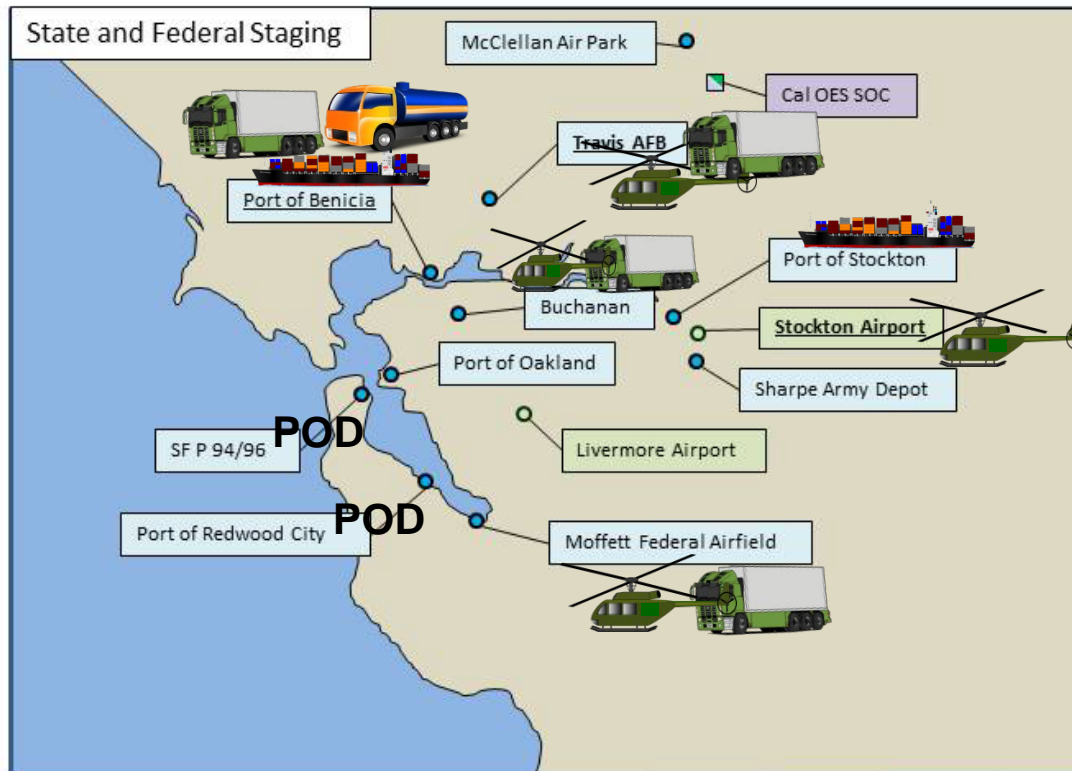 State and Federal Staging
McClellan Air Park
Cal OES SOC
Travis AFB
Port of Benicia
Port of Stockton
Buchanan
Stockton Airport
Port of Oakland
Sharpe Army Depot
SF P 94/96
POD
Livermore Airport
Port of Redwood City
POD
Moffett Federal Airfield